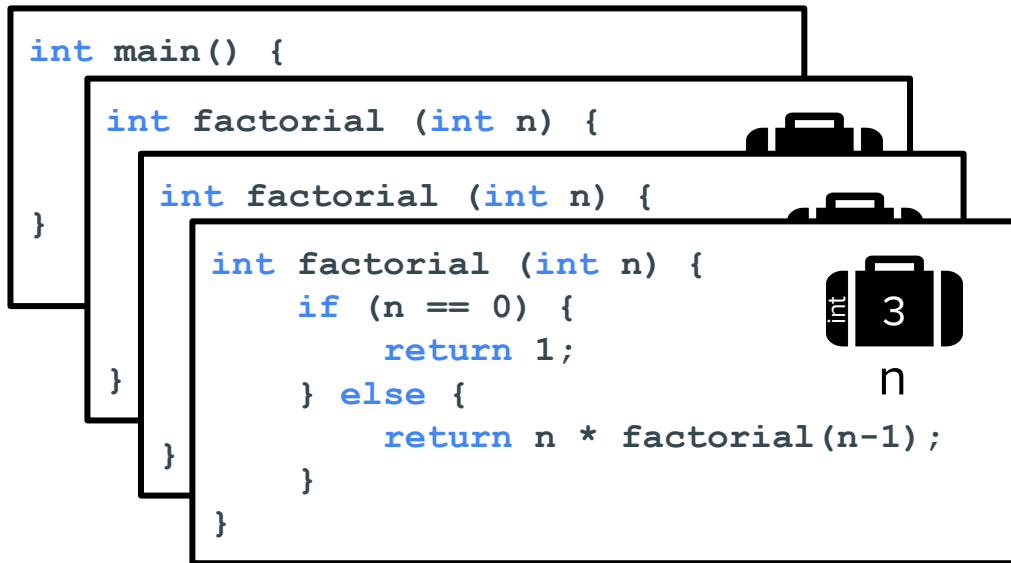 int main() {
}
int factorial (int n) {
}
int factorial (int n) {
}
int factorial (int n) {
if (n == 0) {
return 1;
} else {
return n * factorial(n-1);
}
}
int
3
n